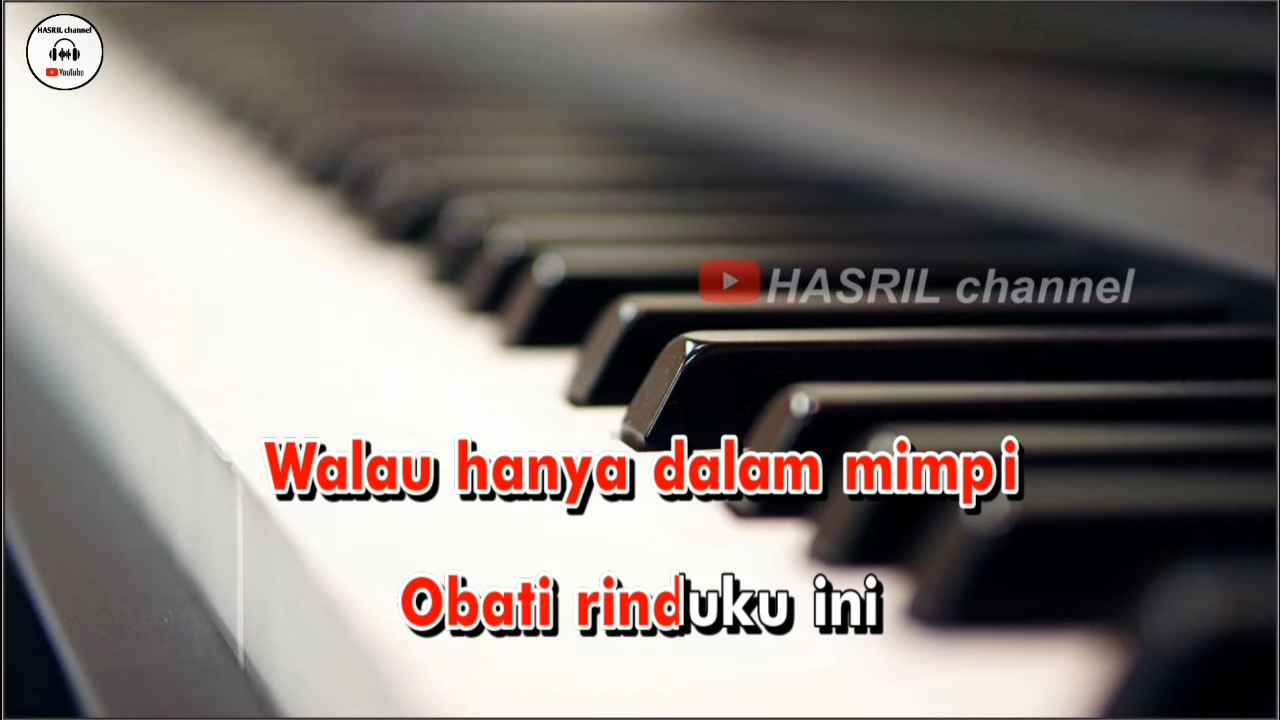 HASRIL channel
YouTube
HASRIL channel
Walau hanya dalam mimpi
Obati rinduku ini